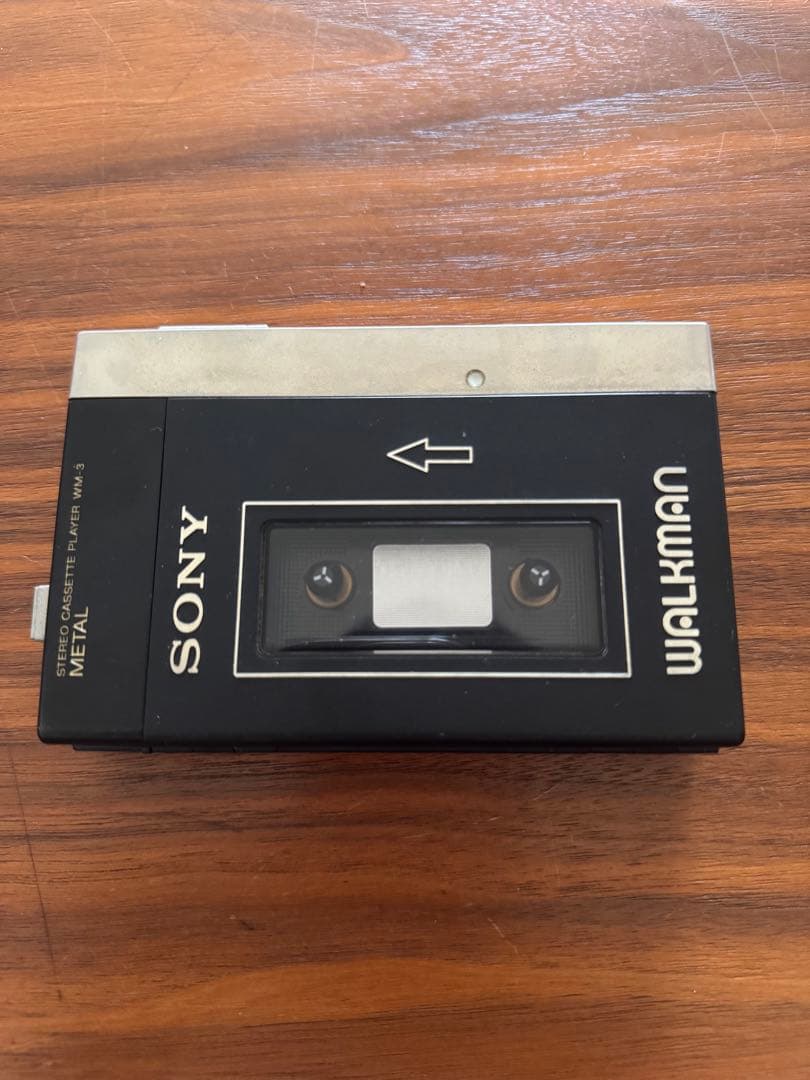 STEREO CASSETTE PLAYER WM-3
METAL
SONY
WALKMAN